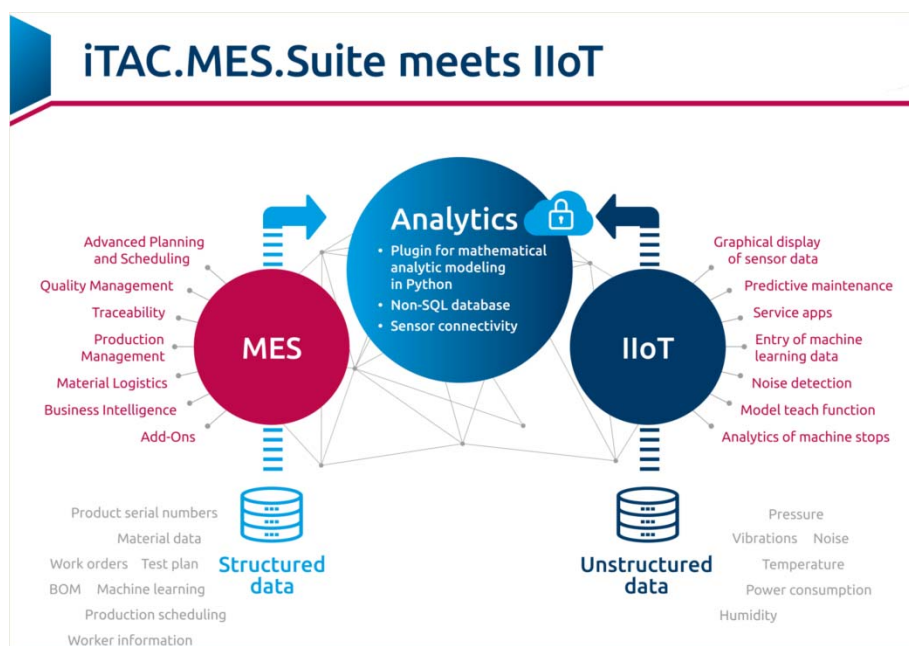 iTAC.MES.Suite meets IIoT
Analytics
• Plugin for mathematical
analytic modeling
in Python
• Non-SQL database
• Sensor connectivity
Advanced Planning
and Scheduling
Quality Management
Traceability
Production
Management
Material Logistics
Business Intelligence
Add-Ons
MES
IIoT
Graphical display
of sensor data
Predictive maintenance
Service apps
Entry of machine
learning data
Noise detection
Model teach function
Analytics of machine stops
Product serial numbers
Material data
Work orders Test plan
BOM Machine learning
Production scheduling
Worker information
Structured
data
Unstructured
data
Pressure
Vibrations Noise
Temperature
Power consumption
Humidity